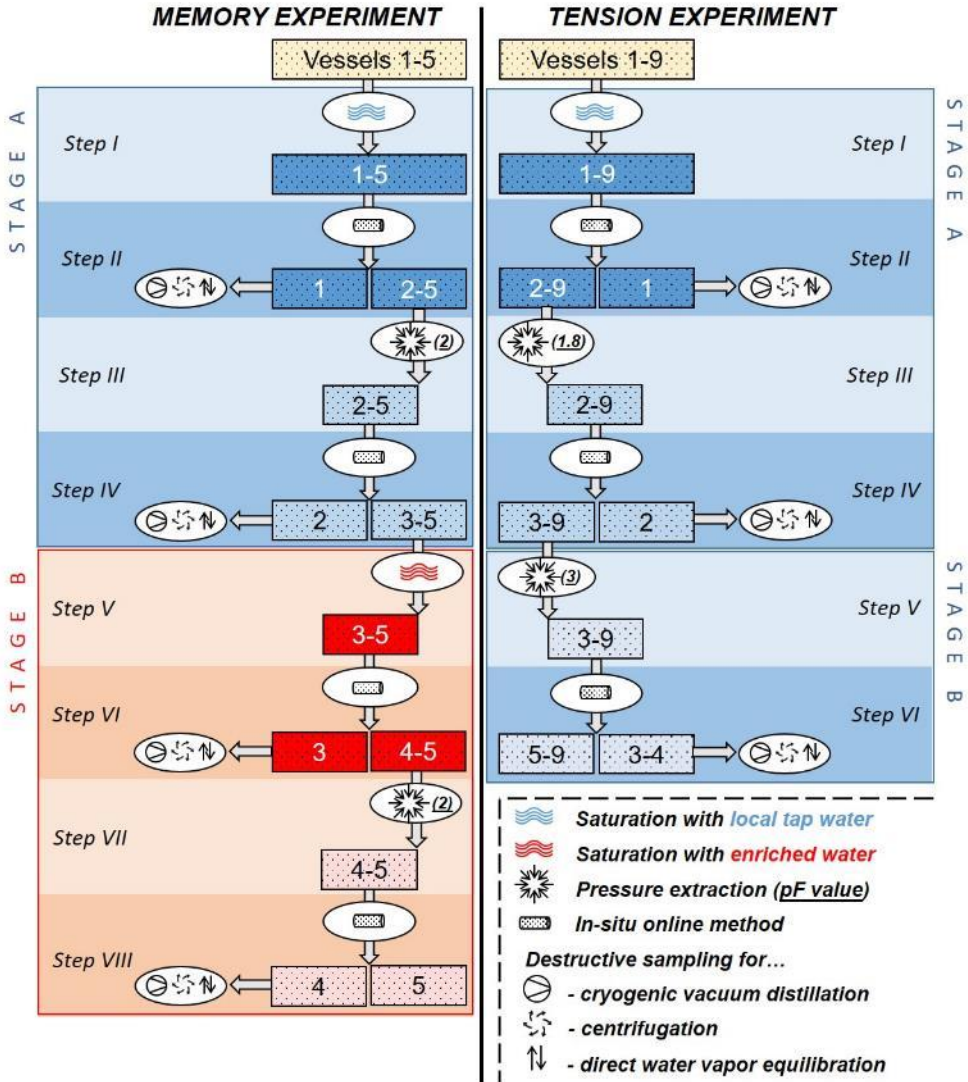 MEMORY EXPERIMENT
Vessels 1-5
STAGE A
Step I
1-5
Step II
1
2-5
(2)
Step III
2-5
Step IV
2
3-5
STAGE B
Step V
3-5
Step VI
3
4-5
(2)
Step VII
4-5
Step VIII
4
5
TENSION EXPERIMENT
Vessels 1-9
STAGE A
Step I
1-9
Step II
2-9
1
(1.8)
Step III
2-9
Step IV
3-9
2
STAGE B
(3)
Step V
3-9
Step VI
5-9
3-4
Saturation with local tap water
Saturation with enriched water
Pressure extraction (pF value)
In-situ online method
Destructive sampling for...
- cryogenic vacuum distillation
- centrifugation
- direct water vapor equilibration